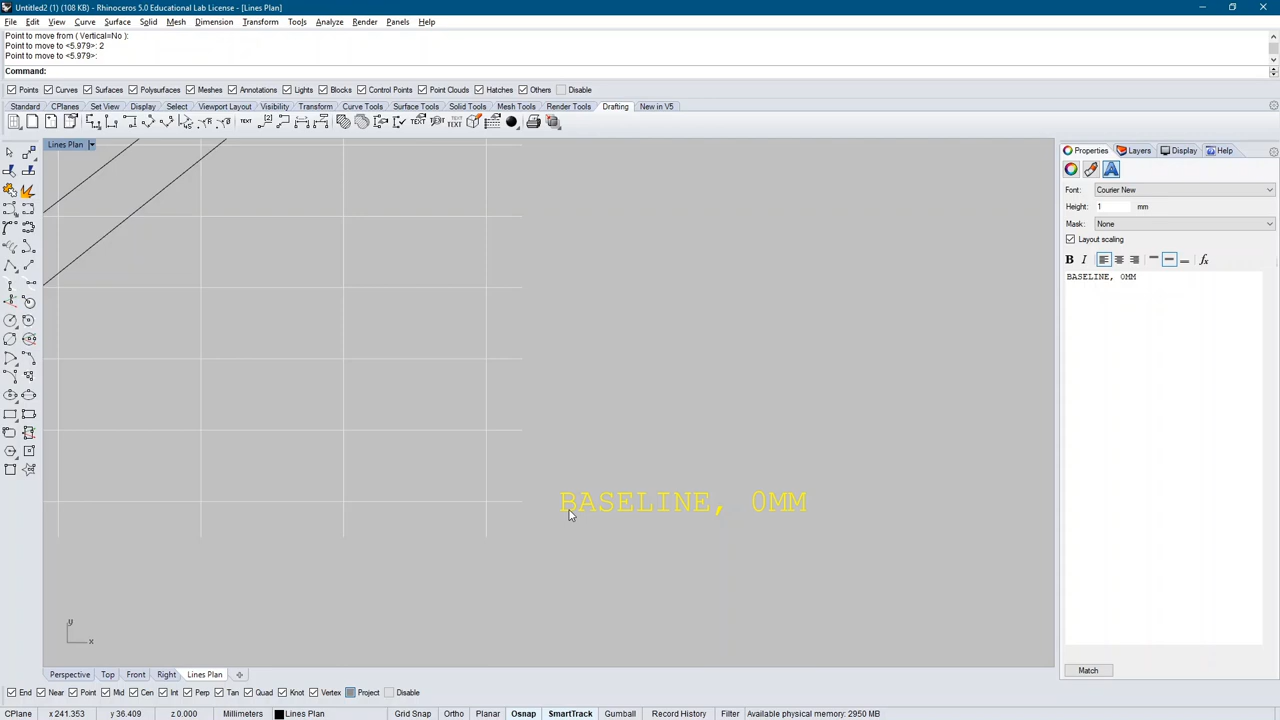 Untitled2 (1) (108 KB) - Rhinoceros 5.0 Educational Lab License - [Lines Plan]
File Edit View Curve Surface Solid Mesh Dimension Transform Tools Analyze Render Panels Help
Point to move from ( Vertical=No ):
Point to move to <5.979>: 2
Point to move to <5.979>:
Command:
Points Curves Surfaces Polysurfaces Meshes Annotations Lights Blocks Control Points Point Clouds Hatches Others Disable
Standard CPlanes Set View Display Select Viewport Layout Visibility Transform Curve Tools Surface Tools Solid Tools Mesh Tools Render Tools Drafting New in V5
TEXT TEXT TEXT TEXT TEXT
Lines Plan
Properties Layers Display Help
Font: Courier New
Height: 1 mm
Mask: None
Layout scaling
B I fx
BASELINE, 0MM
BASELINE, 0MM
y
x
Match
Perspective Top Front Right Lines Plan
End Near Point Mid Cen Int Perp Tan Quad Knot Vertex Project Disable
CPlane x 241.353 y 36.409 z 0.000 Millimeters Lines Plan Grid Snap Ortho Planar Osnap SmartTrack Gumball Record History Filter Available physical memory: 2950 MB